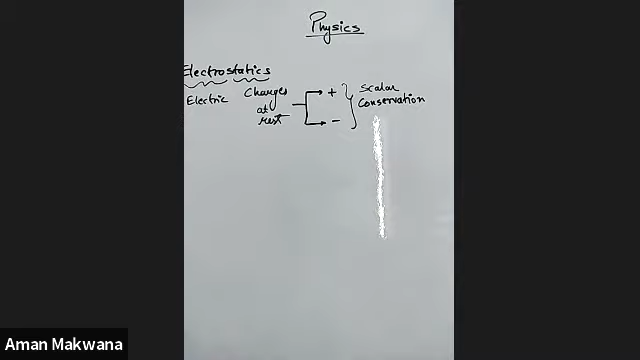 Physics
Electrostatics
Electric Charges at rest + - Scalar Conservation
Aman Makwana